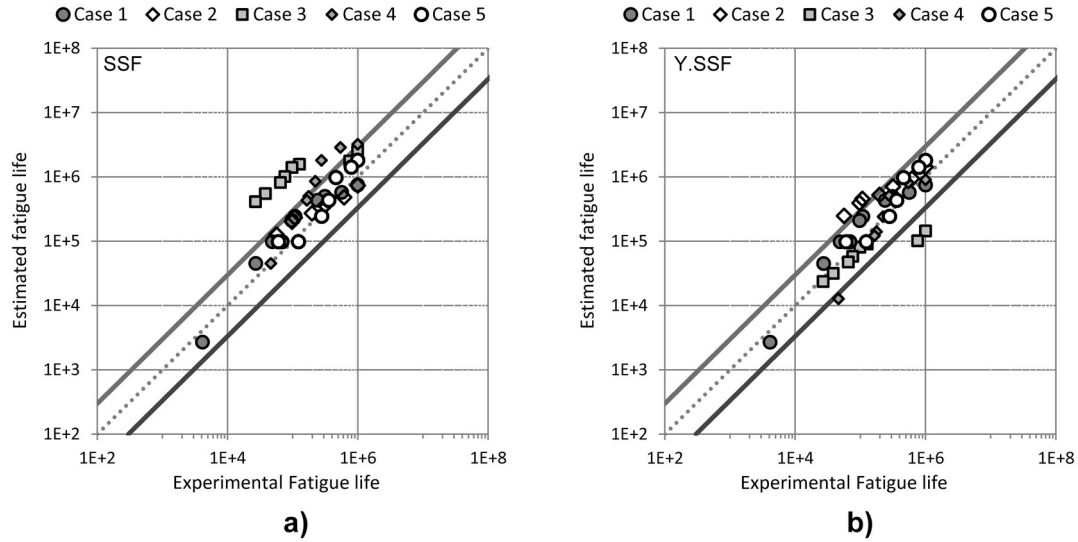 Case 1 Case 2 Case 3 Case 4 Case 5
SSF
1E+8
1E+7
1E+6
1E+5
1E+4
1E+3
1E+2
1E+2 1E+4 1E+6 1E+8
Estimated fatigue life
Experimental Fatigue life
a)
Case 1 Case 2 Case 3 Case 4 Case 5
Y.SSF
1E+8
1E+7
1E+6
1E+5
1E+4
1E+3
1E+2
1E+2 1E+4 1E+6 1E+8
Estimated fatigue life
Experimental Fatigue life
b)